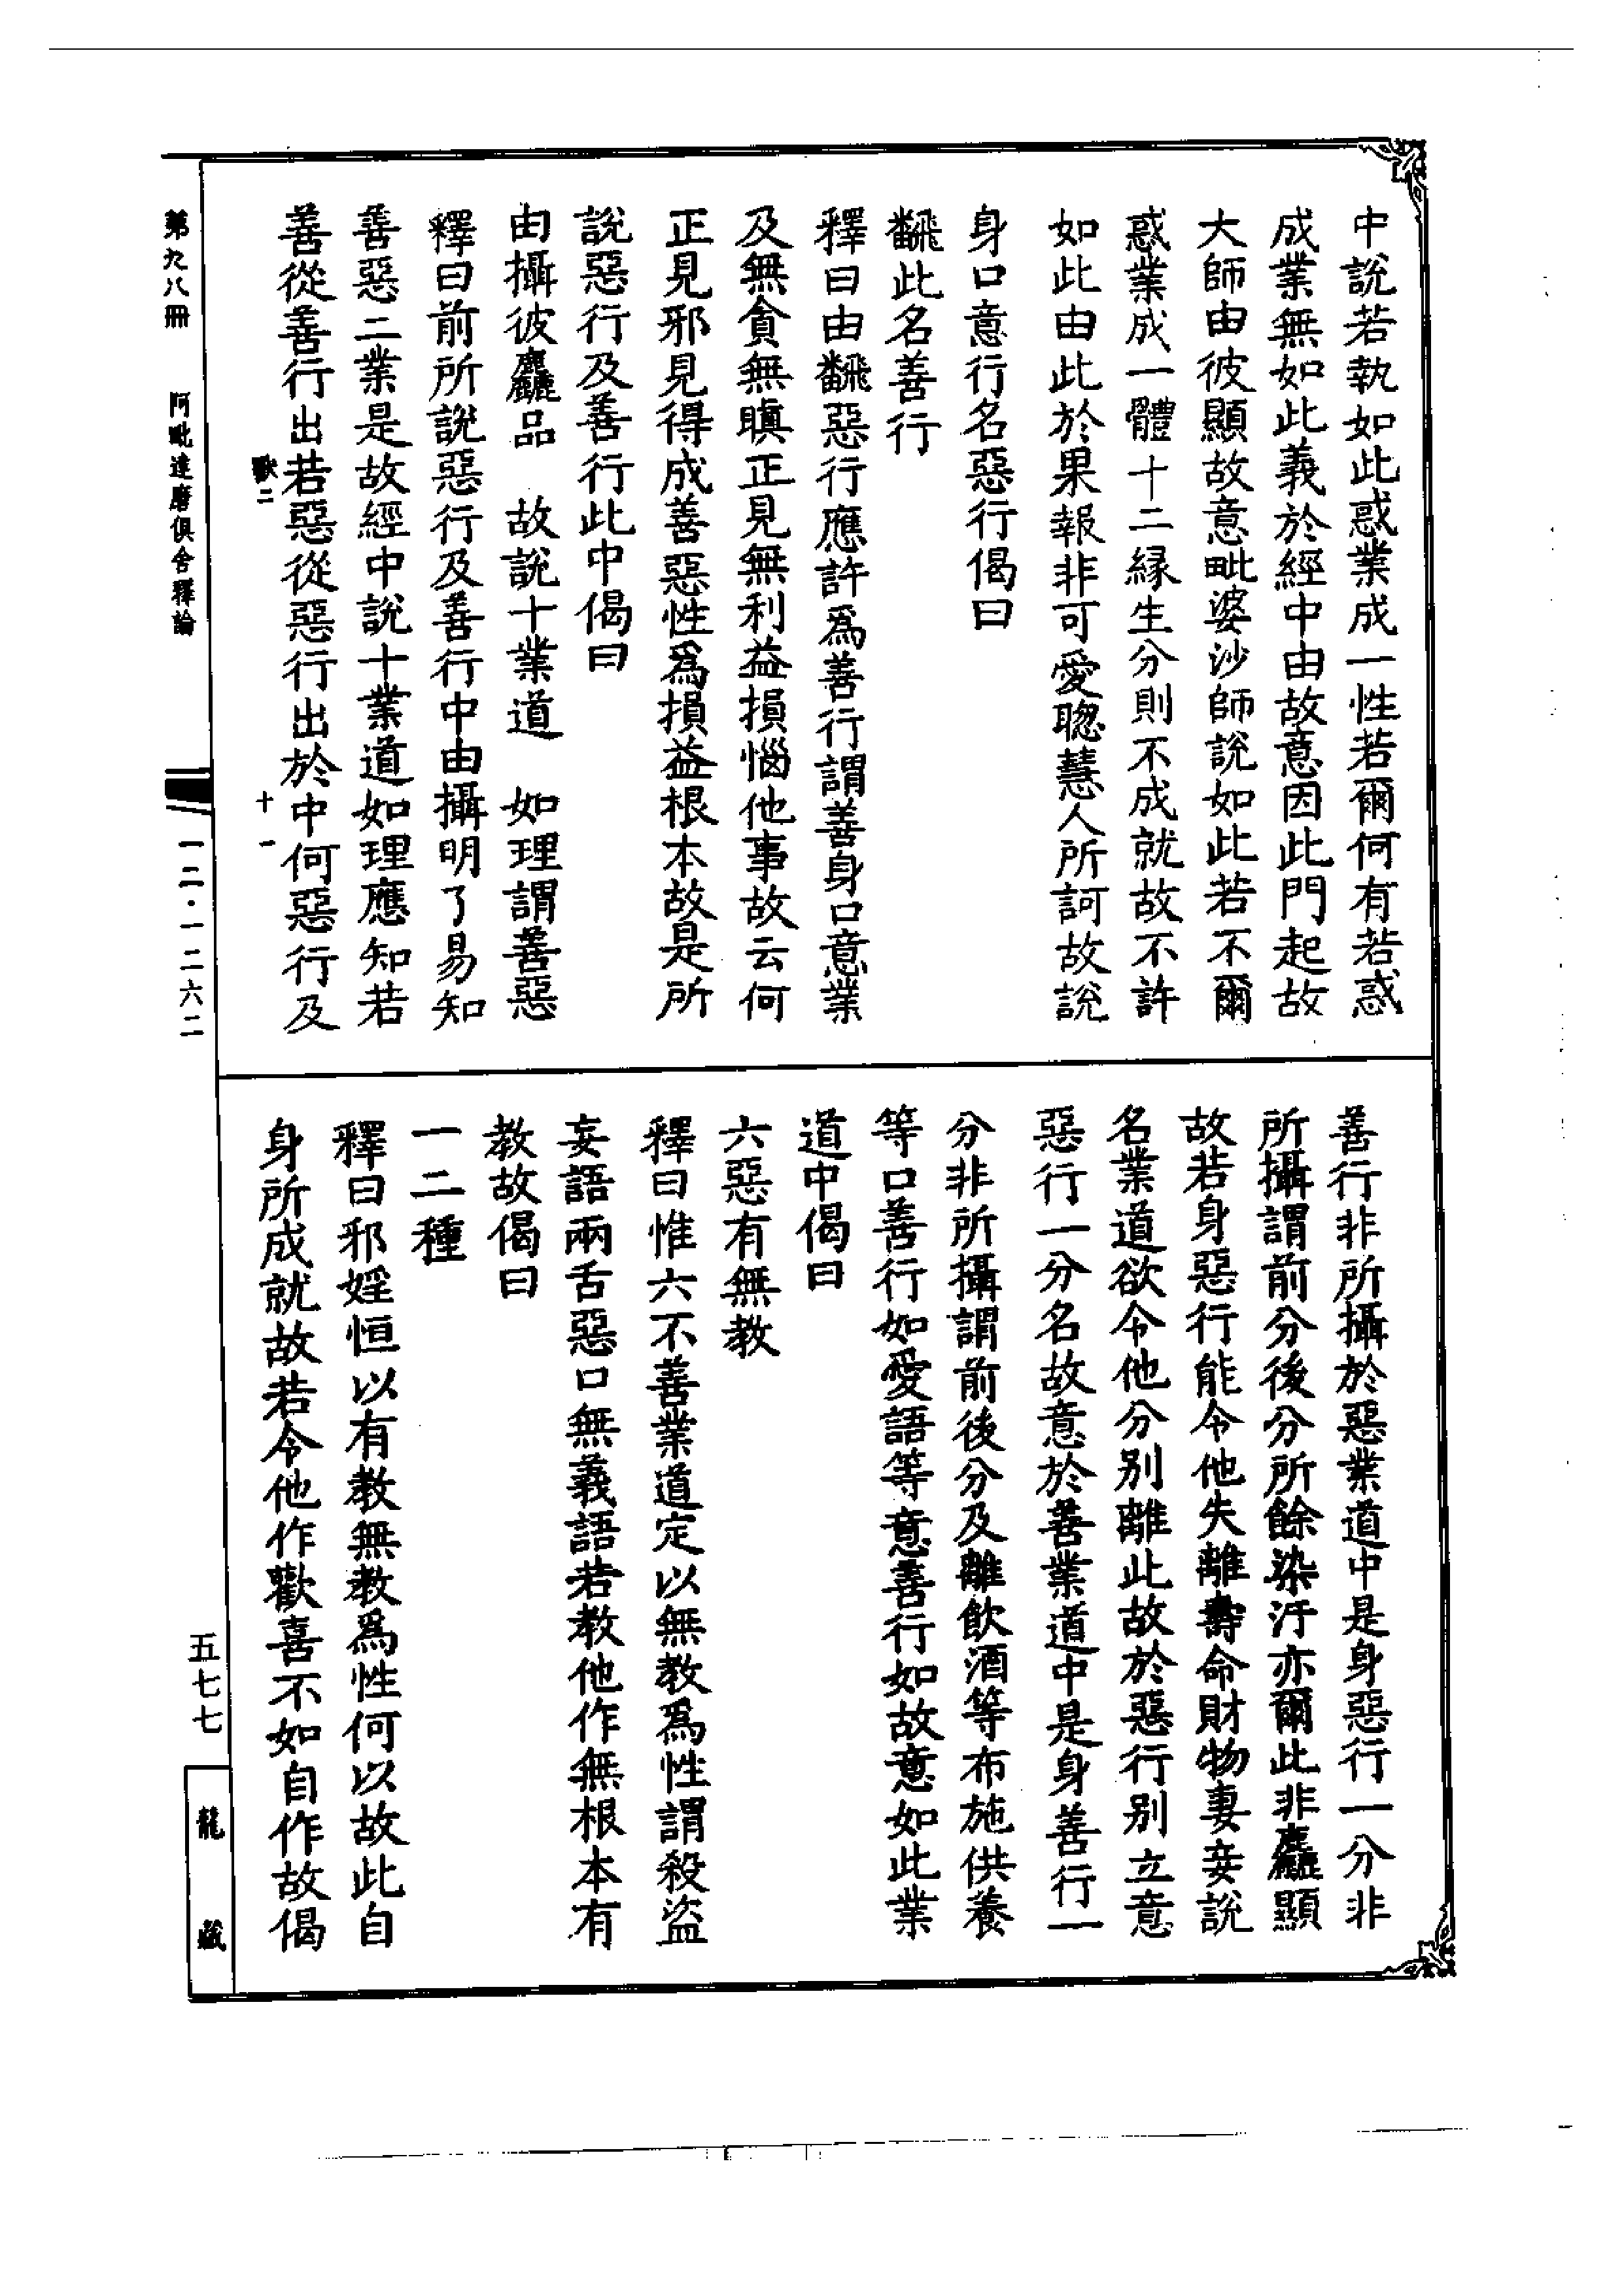 中說若執如此惑業成一性若爾何有若惑
成業無如此義於經中由故意因此門起故
大師由彼顯故意毗婆沙師說如此若不爾
惑業成一體十二緣生分則不成就故不許
如此由此於果報非可愛聰慧人所訶故說
身口意行名惡行偈曰
翻此名善行
釋曰由翻惡行應許爲善行謂善身口意業
及無貪無瞋正見無利益損惱他事故云何
正見邪見得成善惡性爲損益根本故是所
說惡行及善行此中偈曰
由攝彼麤品　故說十業道　如理謂善惡
釋曰前所說惡行及善行中由攝明了易知
善惡二業是故經中說十業道如理應知若
善從善行出若惡從惡行出於中何惡行及
善行非所攝於惡業道中是身惡行一分非
所攝謂前分後分所餘染汙亦爾此非麤顯
故若身惡行能令他失離壽命財物妻妾說
名業道欲令他分別離此故於惡行別立意
惡行一分名故意於善業道中是身善行一
分非所攝謂前後分及離飲酒等布施供養
等口善行如愛語等意善行如故意如此業
道中偈曰
六惡有無教
釋曰惟六不善業道定以無教爲性謂殺盜
妄語兩舌惡口無義語若教他作無根本有
教故偈曰
一二種
釋曰邪婬恒以有教無教爲性何以故此自
身所成就故若令他作歡喜不如自作故偈
二
十一
第九八冊　阿毗達磨俱舍釋論
一二·一二六二
五七七
龍藏